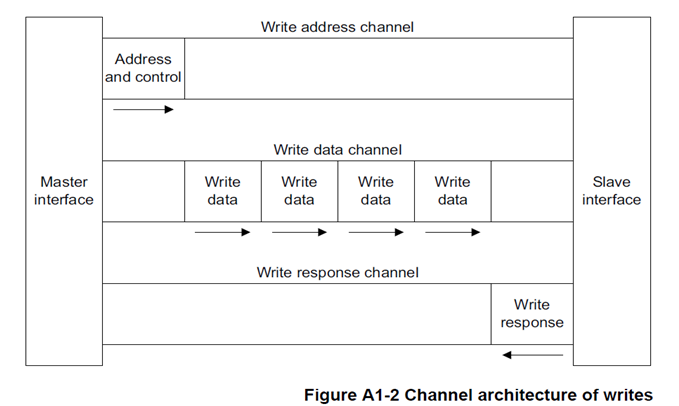 Write address channel
Address
and control
Write data channel
Master
interface
Write
data
Write
data
Write
data
Write
data
Slave
interface
Write response channel
Write
response
Figure A1-2 Channel architecture of writes